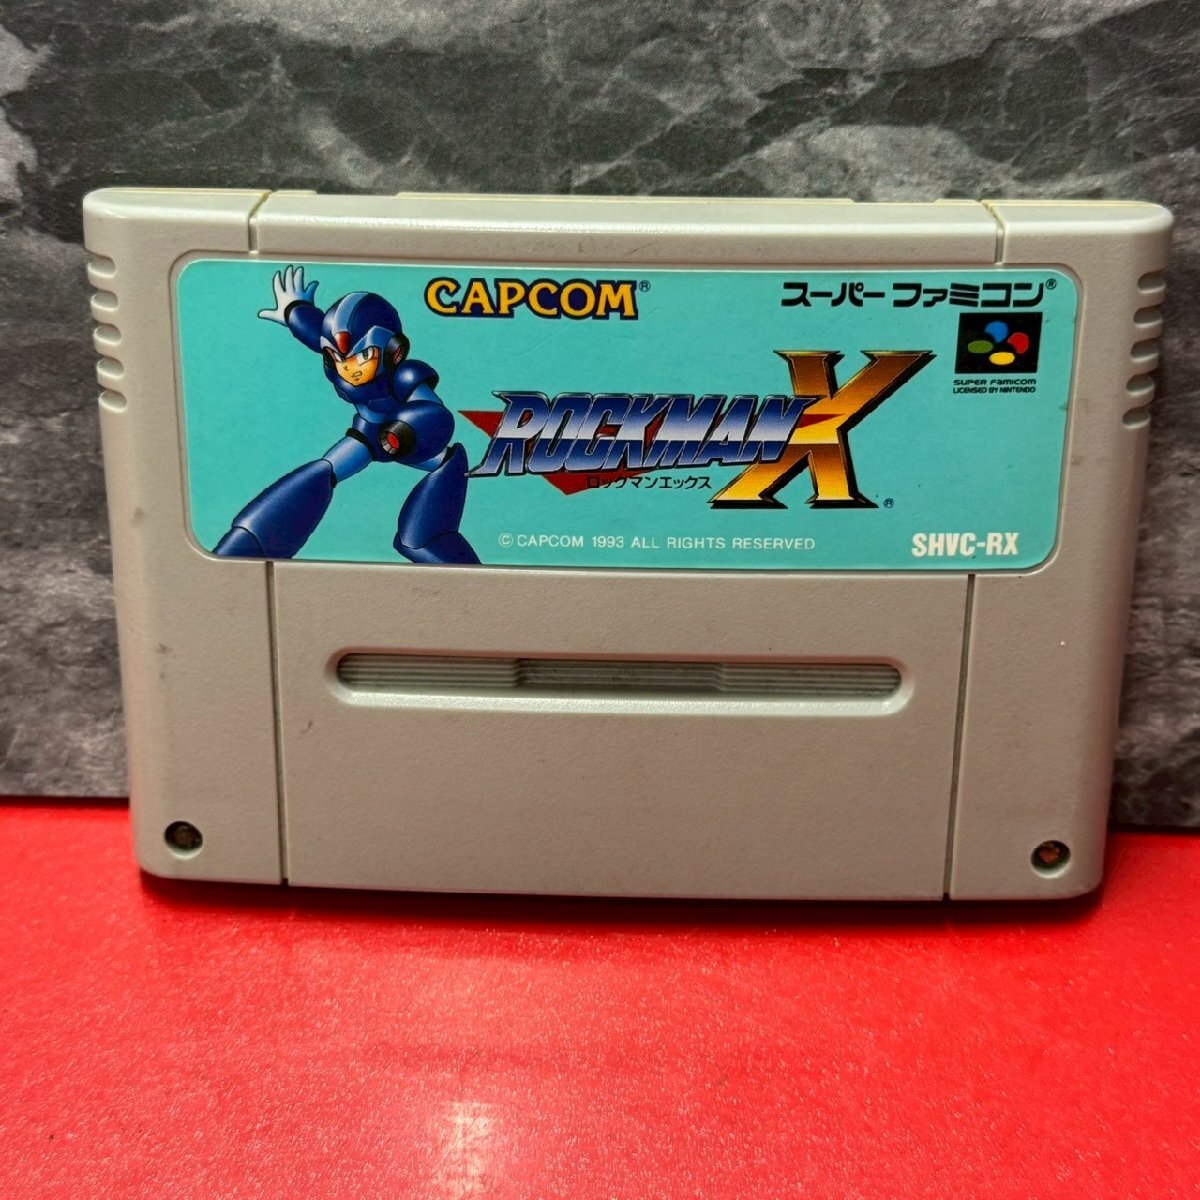 CAPCOM®
スーパーファミコン®
SUPER FAMICOM
LICENSED BY NINTENDO
ROCKMAN X®
ロックマンエックス
© CAPCOM 1993 ALL RIGHTS RESERVED
SHVC-RX